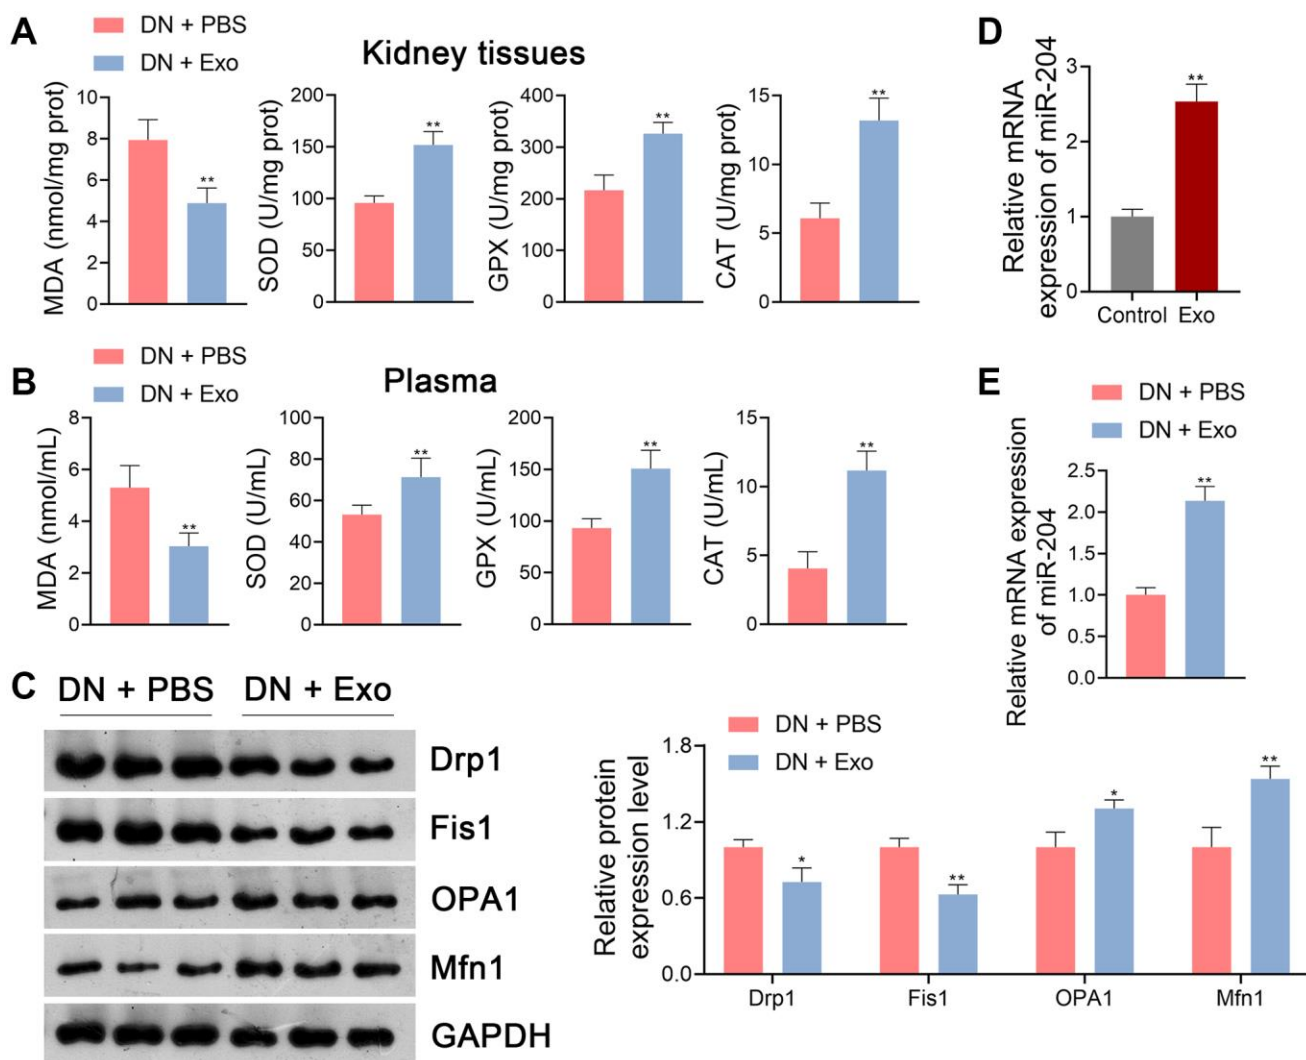 A
DN + PBS
DN + Exo
Kidney tissues
MDA (nmol/mg prot)
10
8
6
4
2
0
**
SOD (U/mg prot)
200
150
100
50
0
**
GPX (U/mg prot)
400
300
200
100
0
**
CAT (U/mg prot)
15
10
5
0
**
B
DN + PBS
DN + Exo
Plasma
MDA (nmol/mL)
8
6
4
2
0
**
SOD (U/mL)
100
80
60
40
20
0
**
GPX (U/mL)
200
150
100
50
0
**
CAT (U/mL)
15
10
5
0
**
C
DN + PBS
DN + Exo
Drp1
Fis1
OPA1
Mfn1
GAPDH
DN + PBS
DN + Exo
Relative protein
expression level
1.8
1.2
0.6
0.0
*
**
*
**
Drp1
Fis1
OPA1
Mfn1
D
Relative mRNA
expression of miR-204
3
2
1
0
**
Control
Exo
E
DN + PBS
DN + Exo
Relative mRNA expression
of miR-204
2.5
2.0
1.5
1.0
0.5
0.0
**